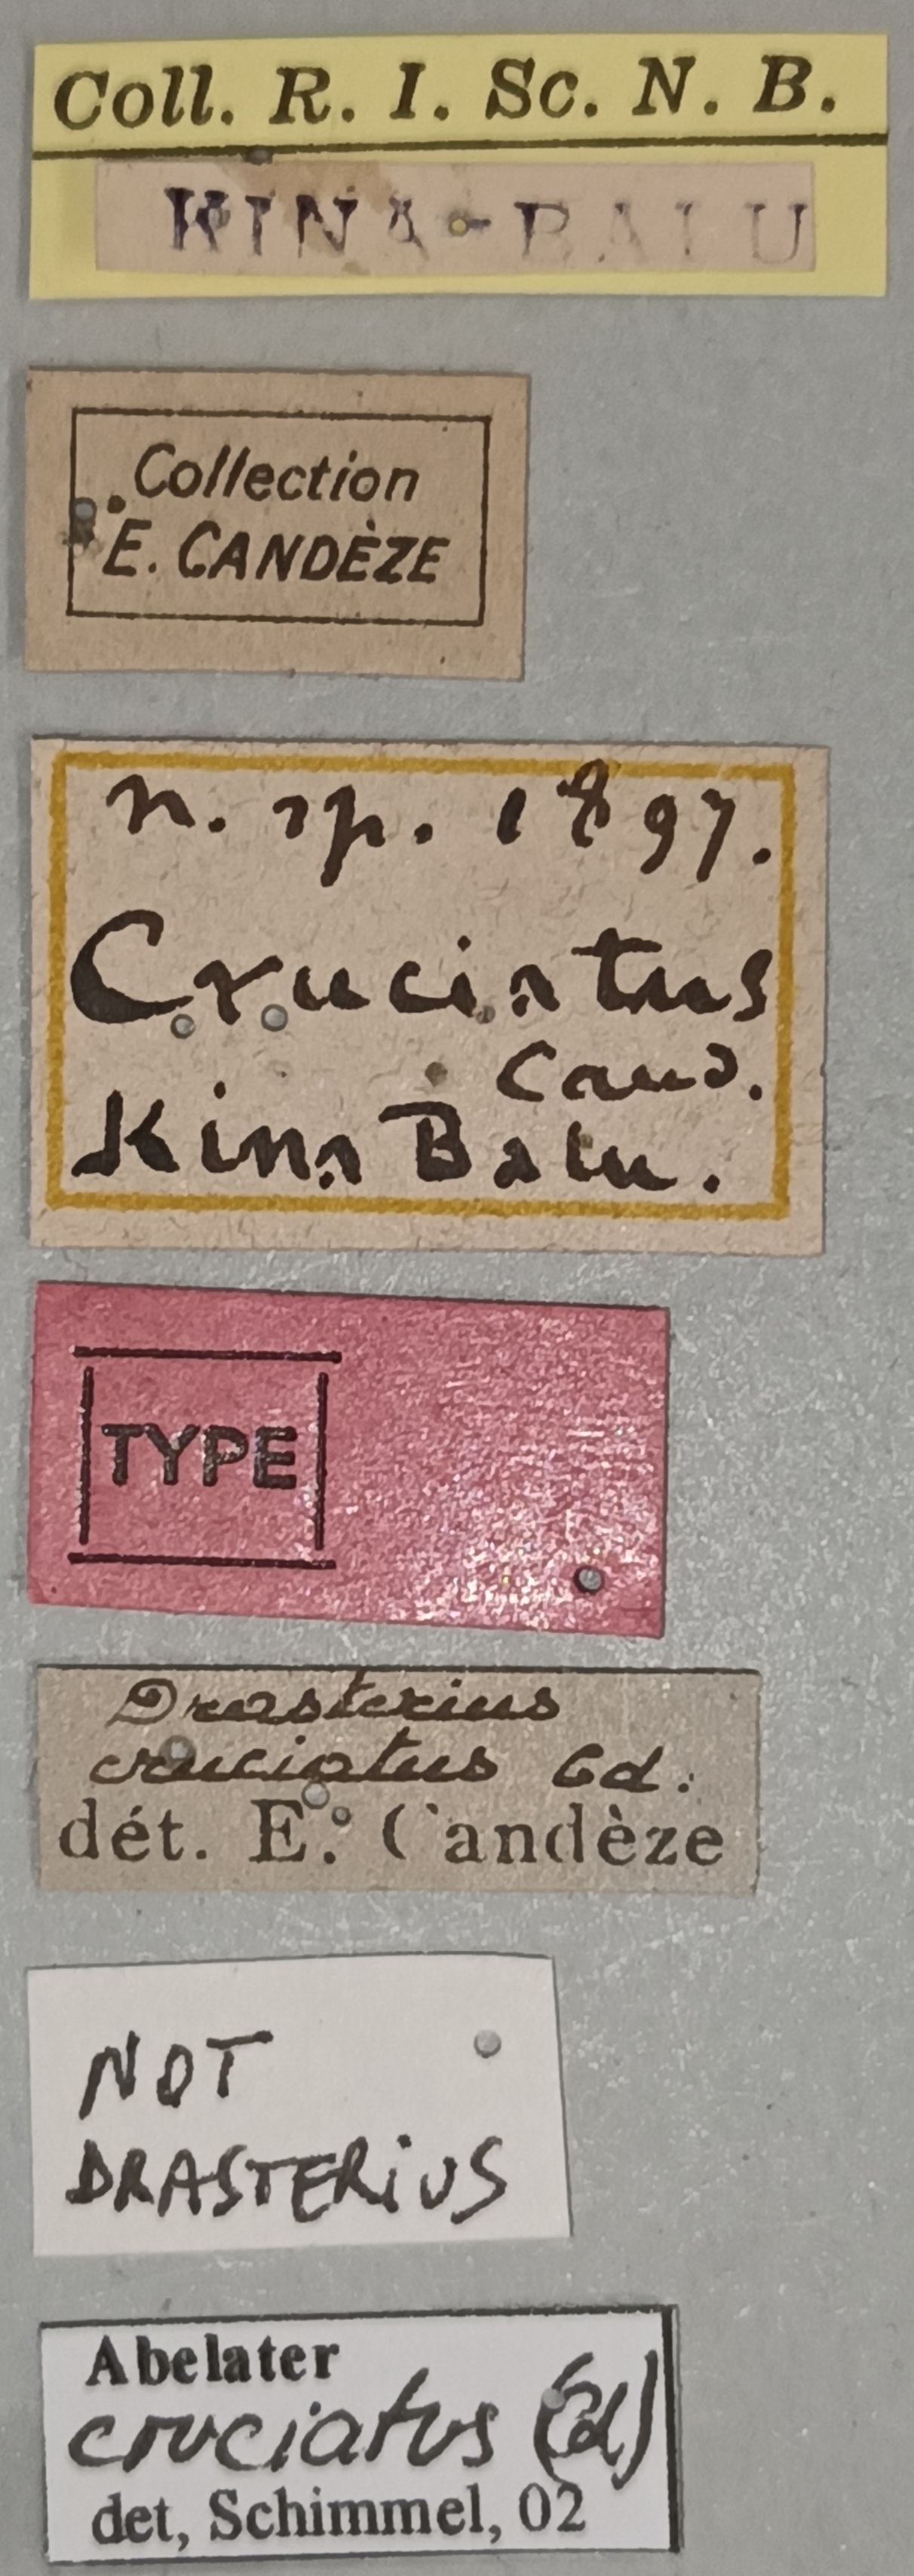 Coll. R. I. Sc. N. B.
KINA-BALU
Collection
E. CANDÈZE
n. sp. 1897.
Cruciatus
Cand.
Kina Balu.
TYPE
Drasterius
cruciatus Cd.
dét. E. Candèze
NOT
DRASTERiUS
Abelater
cruciatus (Cd)
det, Schimmel, 02